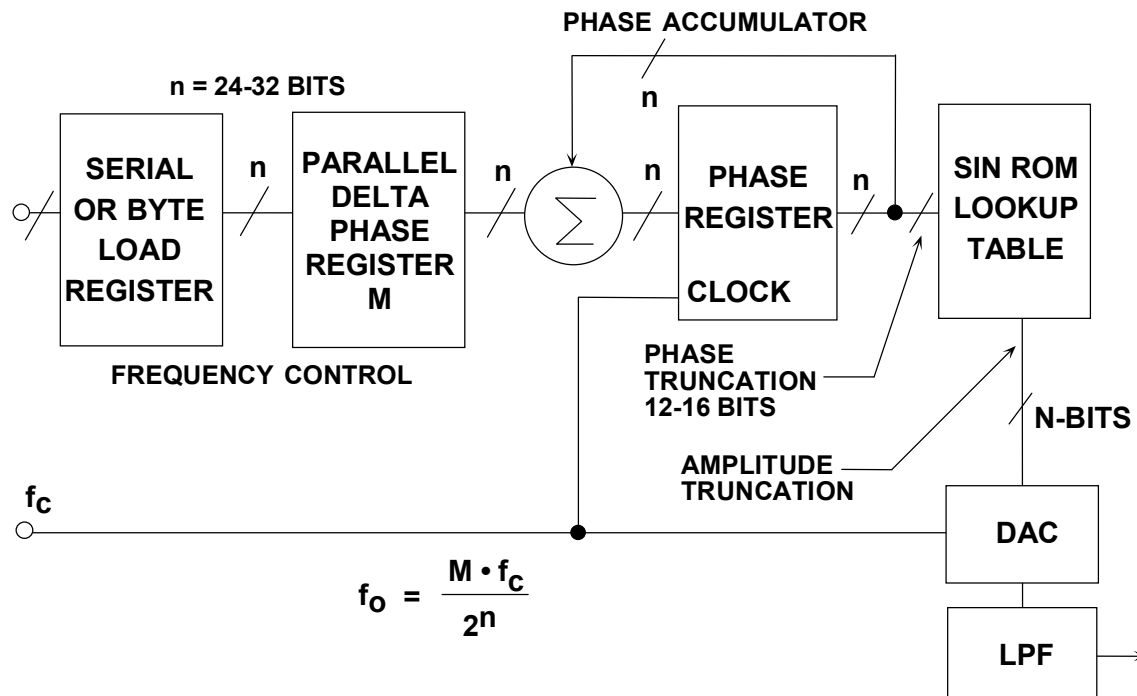 PHASE ACCUMULATOR
n = 24-32 BITS
n
SERIAL
OR BYTE
LOAD
REGISTER
n
PARALLEL
DELTA
PHASE
REGISTER
M
n
Σ
n
PHASE
REGISTER
CLOCK
n
SIN ROM
LOOKUP
TABLE
FREQUENCY CONTROL
PHASE
TRUNCATION
12-16 BITS
N-BITS
AMPLITUDE
TRUNCATION
fc
DAC
fo = M • fc / 2^n
LPF